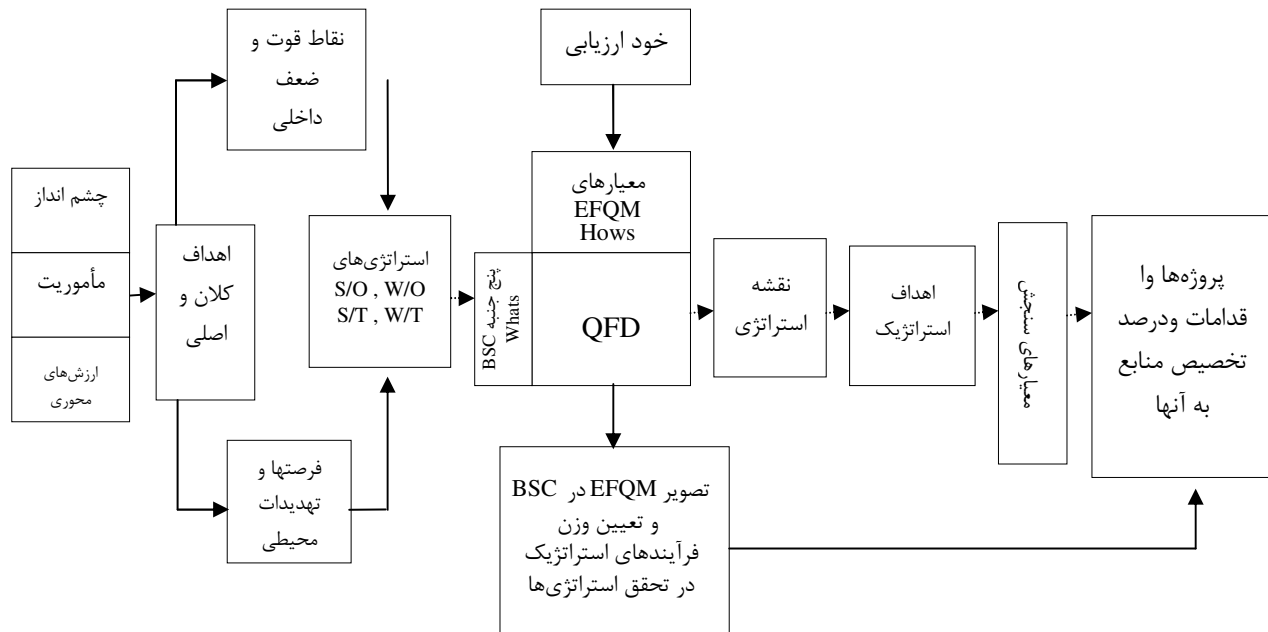 نقاط قوت و
ضعف
داخلی
خود ارزیابی
چشم انداز
مأموریت
ارزش‌های
محوری
اهداف
کلان و
اصلی
فرصتها و
تهدیدات
محیطی
استراتژی‌های
S/O , W/O
S/T , W/T
معیارهای
EFQM
Hows
پنج جنبه BSC
Whats
QFD
نقشه
استراتژی
اهداف
استراتژیک
معیارهای سنجش
پروژه‌ها وا
قدامات ودرصد
تخصیص منابع
به آنها
تصویر EFQM در BSC
و تعیین وزن
فرآیندهای استراتژیک
در تحقق استراتژی‌ها